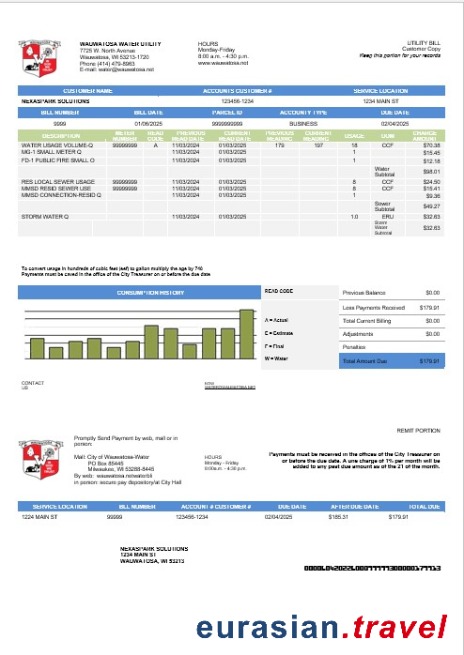 WAUWATOSA WATER UTILITY
7725 W. North Avenue
Wauwatosa, WI 53213-1720
Phone (414) 479-8963
E-mail: water@wauwatosa.net
HOURS
Monday-Friday
8:00 a.m. - 4:30 p.m.
www.wauwatosa.net
UTILITY BILL
Customer Copy
Keep this portion for your records
CUSTOMER NAME ACCOUNTS CUSTOMER # SERVICE LOCATION
NEXASPARK SOLUTIONS 123456-1234 1234 MAIN ST
BILL NUMBER BILL DATE PARCEL ID ACCOUNT TYPE DUE DATE
9999 01/06/2025 9999999999 BUSINESS 02/04/2025
DESCRIPTION METER NUMBER READ CODE PREVIOUS READ DATE CURRENT READ DATE PREVIOUS READING CURRENT READING USAGE UOM CHARGE AMOUNT
WATER USAGE VOLUME-Q 99999999 A 11/03/2024 01/03/2025 179 197 18 CCF $70.38
MG-1 SMALL METER Q 11/03/2024 01/03/2025 1 $15.45
FD-1 PUBLIC FIRE SMALL O 11/03/2024 01/03/2025 1 $12.18
Water
Subtotal $98.01
RES LOCAL SEWER USAGE 99999999 11/03/2024 01/03/2025 8 CCF $24.50
MMSD RESID SEWER USE 99999999 11/03/2024 01/03/2025 8 CCF $15.41
MMSD CONNECTION-RESID Q 11/03/2024 01/03/2025 1 $9.36
Sewer
Subtotal $49.27
STORM WATER Q 11/03/2024 01/03/2025 1.0 ERU $32.63
Storm
Water
Subtotal $32.63
To convert usage in hundreds of cubic feet (ccf) to gallon multiply the age by 748
Payments must be caved in the office of the City Treasurer on or before the due date
CONSUMPTION HISTORY
READ CODE
A = Actual
E = Estimate
F = Final
W = Water
Previous Balance $0.00
Less Payments Received $179.91
Total Current Billing $0.00
Adjustments $0.00
Penalties
Total Amount Due $179.91
CONTACT
US
REMIT PORTION
Promptly Send Payment by web, mail or in
person:
Mail: City of Wauwatosa-Water
PO Box 88445
Milwaukee, WI 53288-8445
in person: secure pay depository/at City Hall
HOURS
Monday - Friday
8:00a.m. - 4:30 p.m.
Payments must be received in the offices of the City Treasurer on
or before the due date. A une charge of 1% per month will be
added to any past due amount as of the 21 of the month.
SERVICE LOCATION BILL NUMBER ACCOUNT # CUSTOMER # DUE DATE AFTER DUE DATE TOTAL DUE
1224 MAIN ST 99999 123456-1234 02/04/2025 $185.31 $179.91
NEXASPARK SOLUTIONS
1234 MAIN ST
WAUWATOSA, WI 53213
eurasian.travel